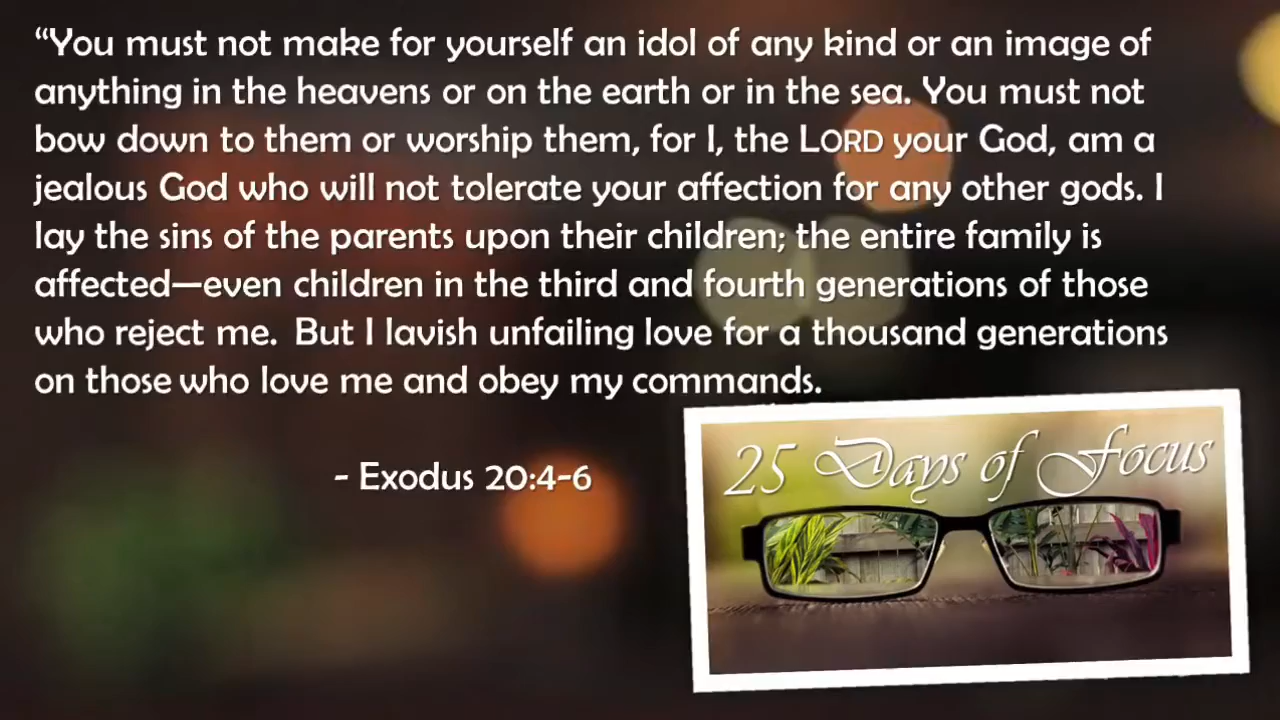 “You must not make for yourself an idol of any kind or an image of
anything in the heavens or on the earth or in the sea. You must not
bow down to them or worship them, for I, the LORD your God, am a
jealous God who will not tolerate your affection for any other gods. I
lay the sins of the parents upon their children; the entire family is
affected—even children in the third and fourth generations of those
who reject me. But I lavish unfailing love for a thousand generations
on those who love me and obey my commands.
- Exodus 20:4-6
25 Days of Focus